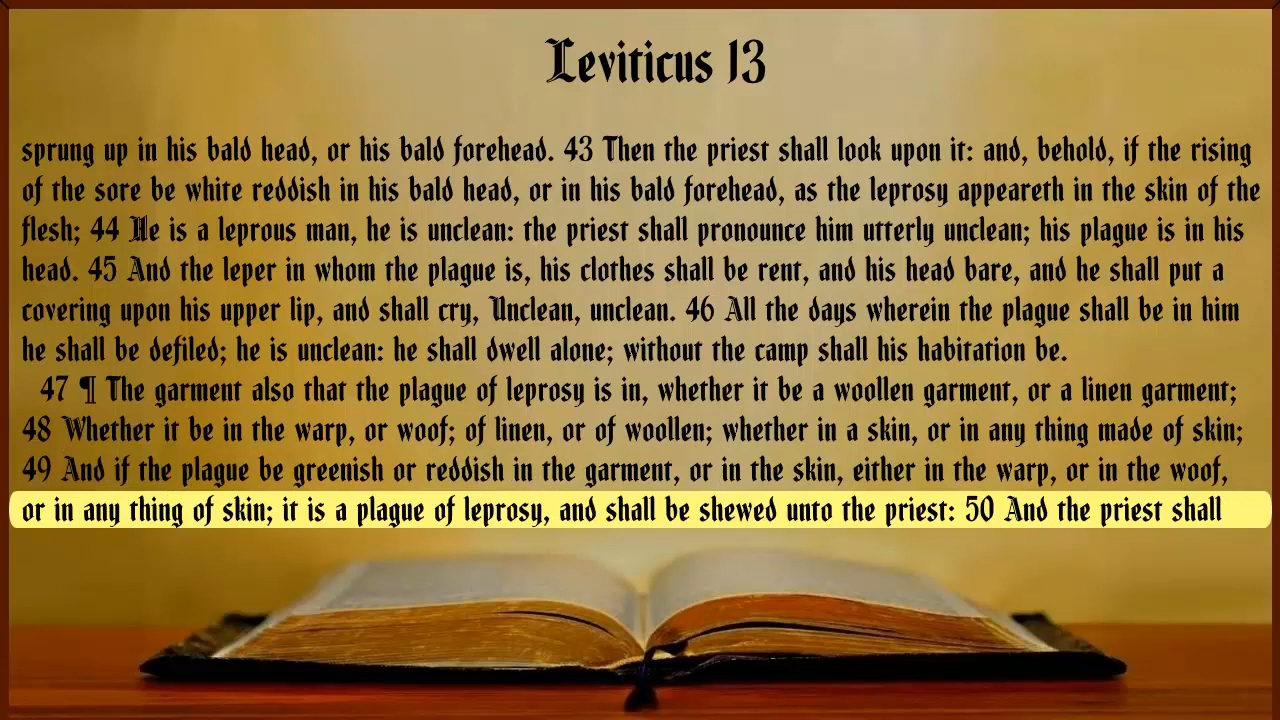 Leviticus 13
sprung up in his bald head, or his bald forehead. 43 Then the priest shall look upon it: and, behold, if the rising
of the sore be white reddish in his bald head, or in his bald forehead, as the leprosy appeareth in the skin of the
flesh; 44 He is a leprous man, he is unclean: the priest shall pronounce him utterly unclean; his plague is in his
head. 45 And the leper in whom the plague is, his clothes shall be rent, and his head bare, and he shall put a
covering upon his upper lip, and shall cry, Unclean, unclean. 46 All the days wherein the plague shall be in him
he shall be defiled; he is unclean: he shall dwell alone; without the camp shall his habitation be.
47 ¶ The garment also that the plague of leprosy is in, whether it be a woollen garment, or a linen garment;
48 Whether it be in the warp, or woof; of linen, or of woollen; whether in a skin, or in any thing made of skin;
49 And if the plague be greenish or reddish in the garment, or in the skin, either in the warp, or in the woof,
or in any thing of skin; it is a plague of leprosy, and shall be shewed unto the priest: 50 And the priest shall